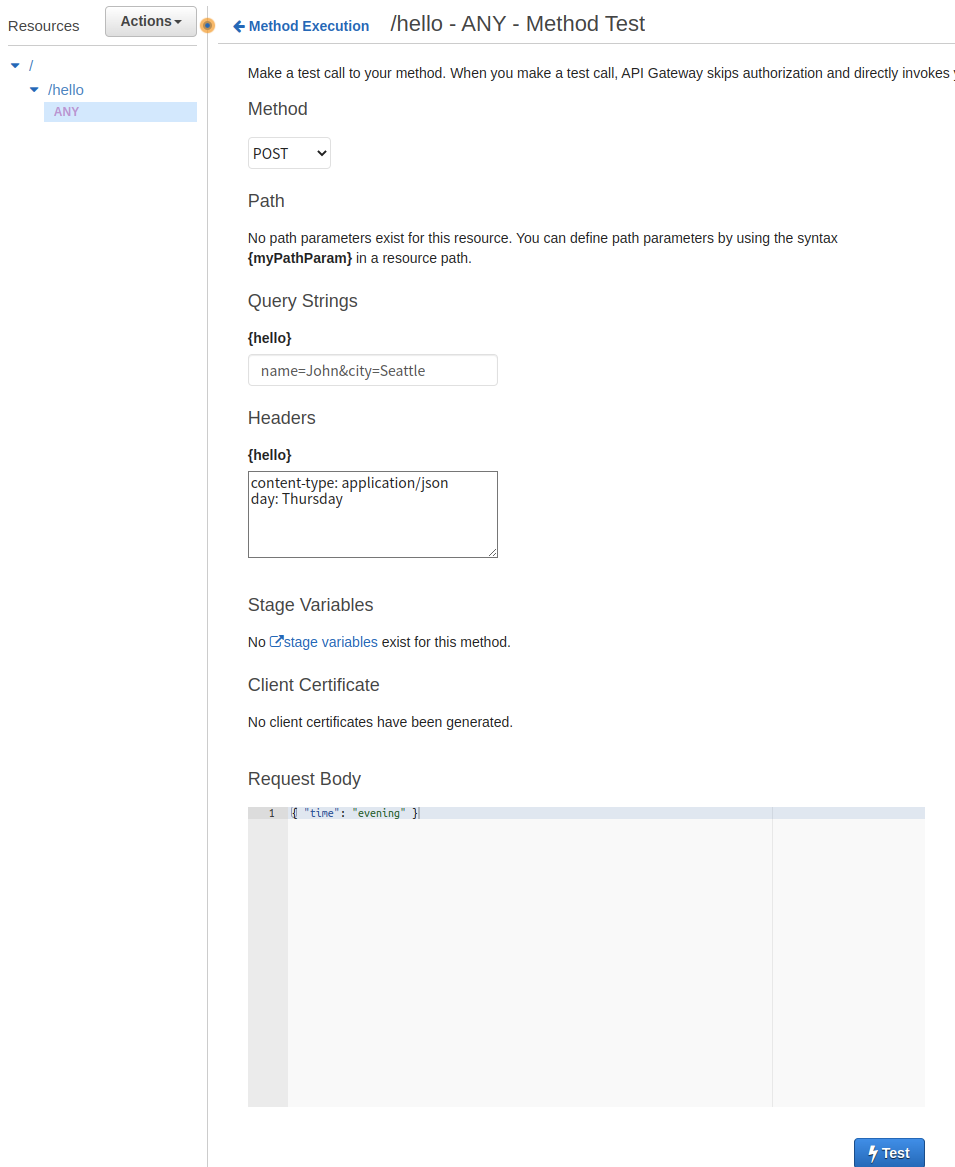 Resources
Actions
/
/hello
ANY
Method Execution
/hello - ANY - Method Test
Make a test call to your method. When you make a test call, API Gateway skips authorization and directly invokes
Method
POST
Path
No path parameters exist for this resource. You can define path parameters by using the syntax
{myPathParam} in a resource path.
Query Strings
{hello}
name=John&city=Seattle
Headers
{hello}
content-type: application/json
day: Thursday
Stage Variables
No stage variables exist for this method.
Client Certificate
No client certificates have been generated.
Request Body
1 { "time": "evening" }
Test